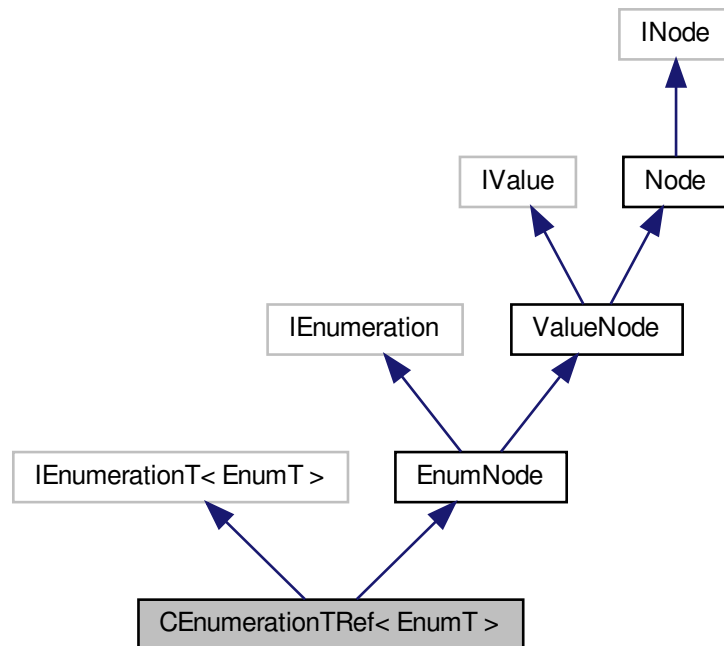 INode
IValue
Node
IEnumeration
ValueNode
IEnumerationT< EnumT >
EnumNode
CEnumerationTRef< EnumT >